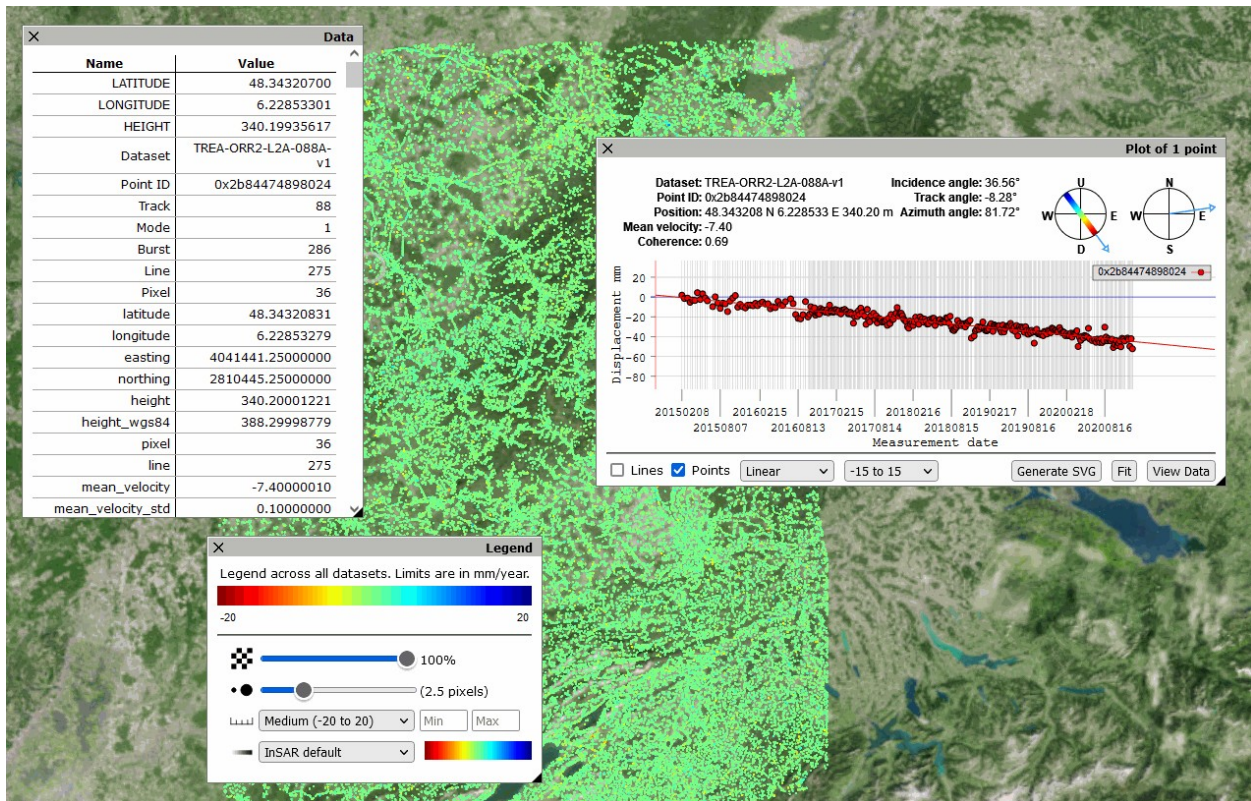 Data
Name Value
LATITUDE 48.34320700
LONGITUDE 6.22853301
HEIGHT 340.19935617
Dataset TREA-ORR2-L2A-088A-
v1
Point ID 0x2b84474898024
Track 88
Mode 1
Burst 286
Line 275
Pixel 36
latitude 48.34320831
longitude 6.22853279
easting 4041441.25000000
northing 2810445.25000000
height 340.20001221
height_wgs84 388.29998779
pixel 36
line 275
mean_velocity -7.40000010
mean_velocity_std 0.10000000
Plot of 1 point
Dataset: TREA-ORR2-L2A-088A-v1 Incidence angle: 36.56°
Point ID: 0x2b84474898024 Track angle: -8.28°
Position: 48.343208 N 6.228533 E 340.20 m Azimuth angle: 81.72°
Mean velocity: -7.40
Coherence: 0.69
U N
W E W E
D S
0x2b84474898024
Displacement mm
20
0
-20
-40
-60
-80
20150208 20160215 20170215 20180216 20190217 20200218
20150807 20160813 20170814 20180815 20190816 20200816
Measurement date
Lines Points Linear -15 to 15 Generate SVG Fit View Data
Legend
Legend across all datasets. Limits are in mm/year.
-20 20
100%
(2.5 pixels)
Medium (-20 to 20) Min Max
InSAR default